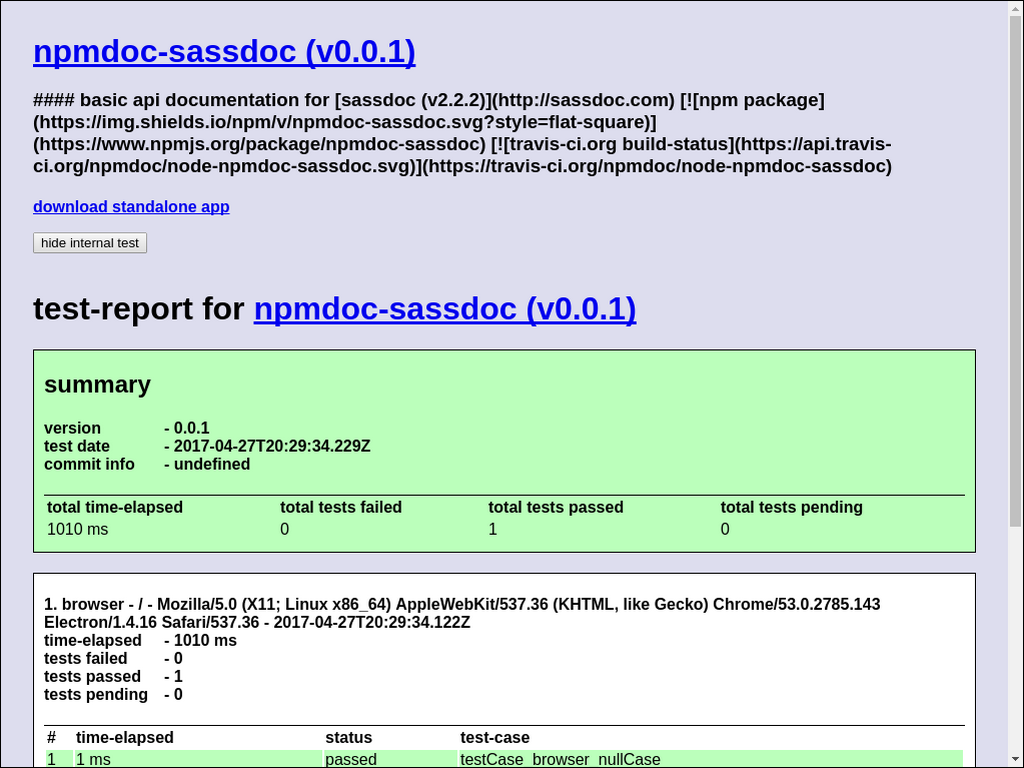 npmdoc-sassdoc (v0.0.1)
#### basic api documentation for [sassdoc (v2.2.2)](http://sassdoc.com) [![npm package]
(https://img.shields.io/npm/v/npmdoc-sassdoc.svg?style=flat-square)]
(https://www.npmjs.org/package/npmdoc-sassdoc) [![travis-ci.org build-status](https://api.travis-
ci.org/npmdoc/node-npmdoc-sassdoc.svg)](https://travis-ci.org/npmdoc/node-npmdoc-sassdoc)
download standalone app
hide internal test
test-report for npmdoc-sassdoc (v0.0.1)
summary
version - 0.0.1
test date - 2017-04-27T20:29:34.229Z
commit info - undefined
total time-elapsed total tests failed total tests passed total tests pending
1010 ms 0 1 0
1. browser - / - Mozilla/5.0 (X11; Linux x86_64) AppleWebKit/537.36 (KHTML, like Gecko) Chrome/53.0.2785.143
Electron/1.4.16 Safari/537.36 - 2017-04-27T20:29:34.122Z
time-elapsed - 1010 ms
tests failed - 0
tests passed - 1
tests pending - 0
# time-elapsed status test-case
1 1 ms passed testCase_browser_nullCase